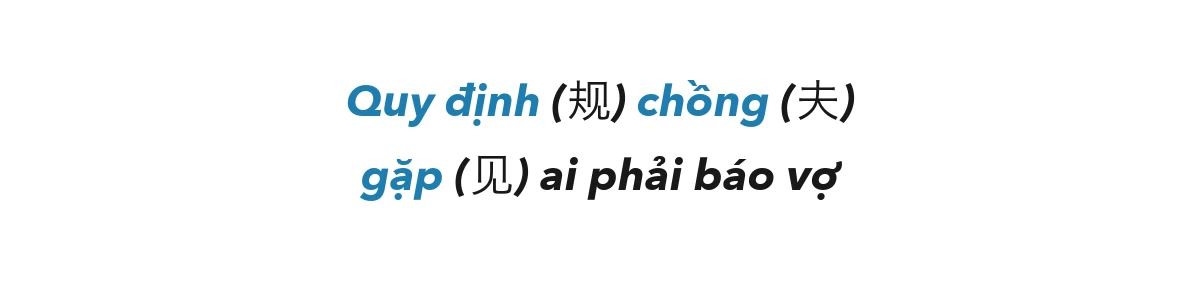 Quy định (规) chồng (夫)
gặp (见) ai phải báo vợ